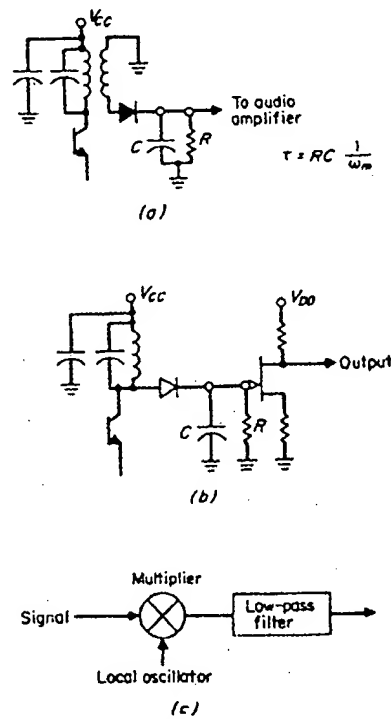 VCC
To audio
amplifier
C
R
τ = RC 1/ωm
(a)
VCC
VDD
Output
C
R
(b)
Multiplier
Signal
Low-pass
filter
Local oscillator
(c)